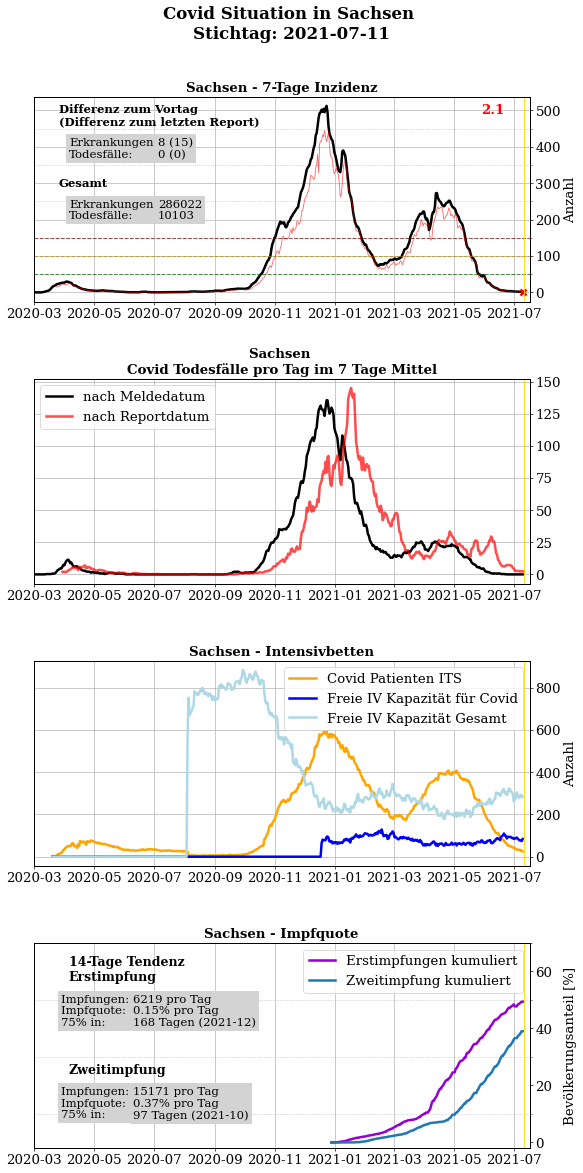 Covid Situation in Sachsen
Stichtag: 2021-07-11
Sachsen - 7-Tage Inzidenz
Differenz zum Vortag
(Differenz zum letzten Report)
Erkrankungen 8 (15)
Todesfälle: 0 (0)
Gesamt
Erkrankungen 286022
Todesfälle: 10103
2.1
500
400
300
200
100
0
Anzahl
2020-03 2020-05 2020-07 2020-09 2020-11 2021-01 2021-03 2021-05 2021-07
Sachsen
Covid Todesfälle pro Tag im 7 Tage Mittel
nach Meldedatum
nach Reportdatum
150
125
100
75
50
25
0
2020-03 2020-05 2020-07 2020-09 2020-11 2021-01 2021-03 2021-05 2021-07
Sachsen - Intensivbetten
Covid Patienten ITS
Freie IV Kapazität für Covid
Freie IV Kapazität Gesamt
800
600
400
200
0
Anzahl
2020-03 2020-05 2020-07 2020-09 2020-11 2021-01 2021-03 2021-05 2021-07
Sachsen - Impfquote
14-Tage Tendenz
Erstimpfung
Impfungen: 6219 pro Tag
Impfquote: 0.15% pro Tag
75% in: 168 Tagen (2021-12)
Zweitimpfung
Impfungen: 15171 pro Tag
Impfquote: 0.37% pro Tag
75% in: 97 Tagen (2021-10)
Erstimpfungen kumuliert
Zweitimpfung kumuliert
60
40
20
0
Bevölkerungsanteil [%]
2020-03 2020-05 2020-07 2020-09 2020-11 2021-01 2021-03 2021-05 2021-07